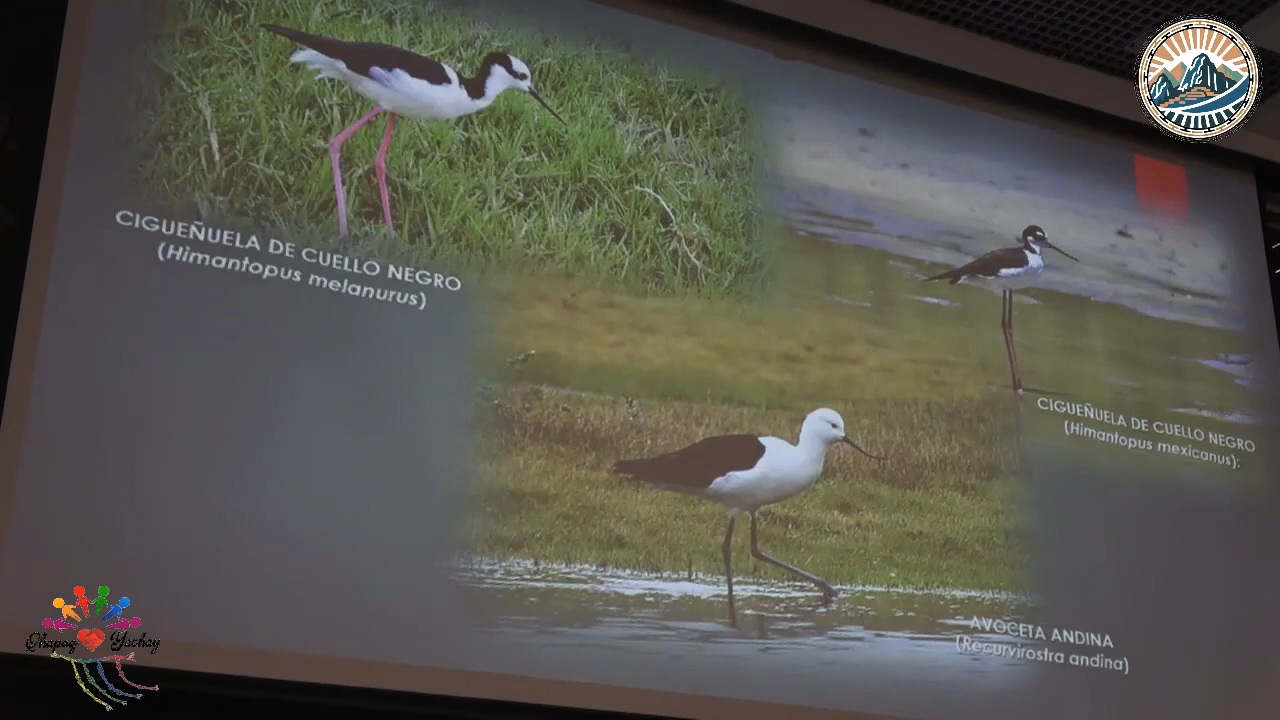 CIGUEÑUELA DE CUELLO NEGRO
(Himantopus melanurus)
CIGUEÑUELA DE CUELLO NEGRO
(Himantopus mexicanus):
AVOCETA ANDINA
(Recurvirostra andina)
Qhapaq Yachay